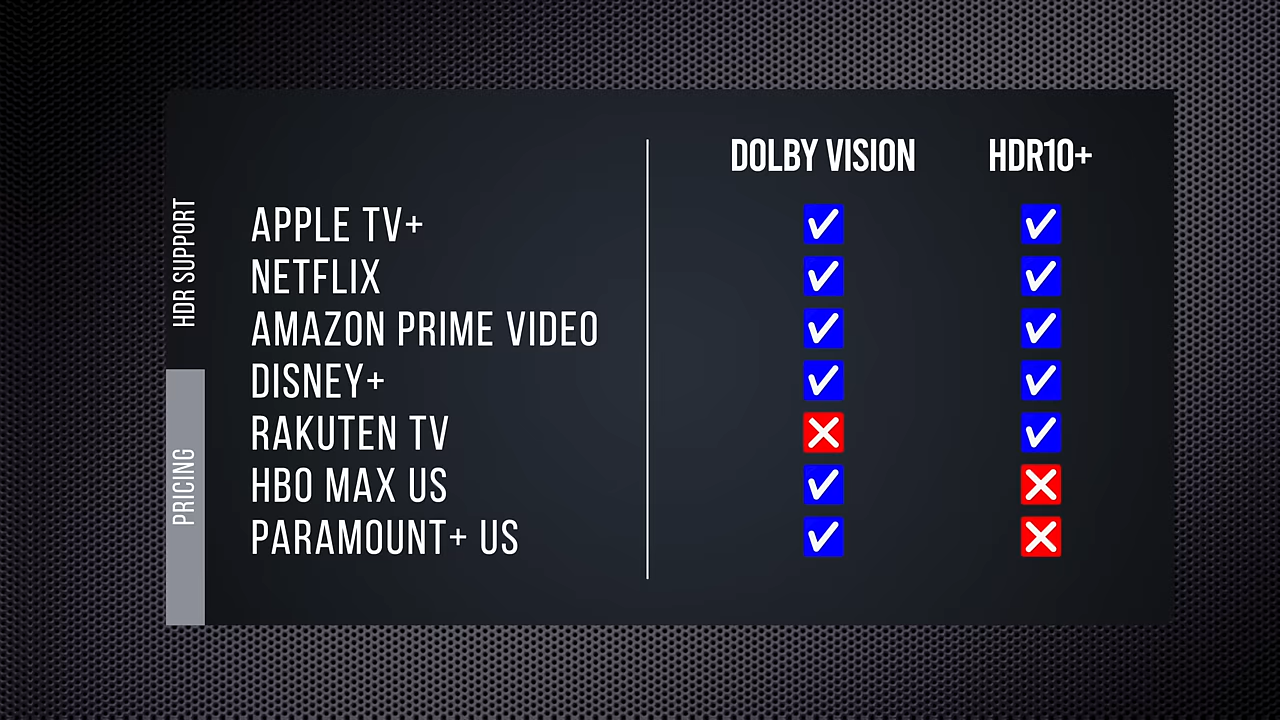 HDR SUPPORT
PRICING
DOLBY VISION HDR10+
APPLE TV+ ✔ ✔
NETFLIX ✔ ✔
AMAZON PRIME VIDEO ✔ ✔
DISNEY+ ✔ ✔
RAKUTEN TV ✕ ✔
HBO MAX US ✔ ✕
PARAMOUNT+ US ✔ ✕